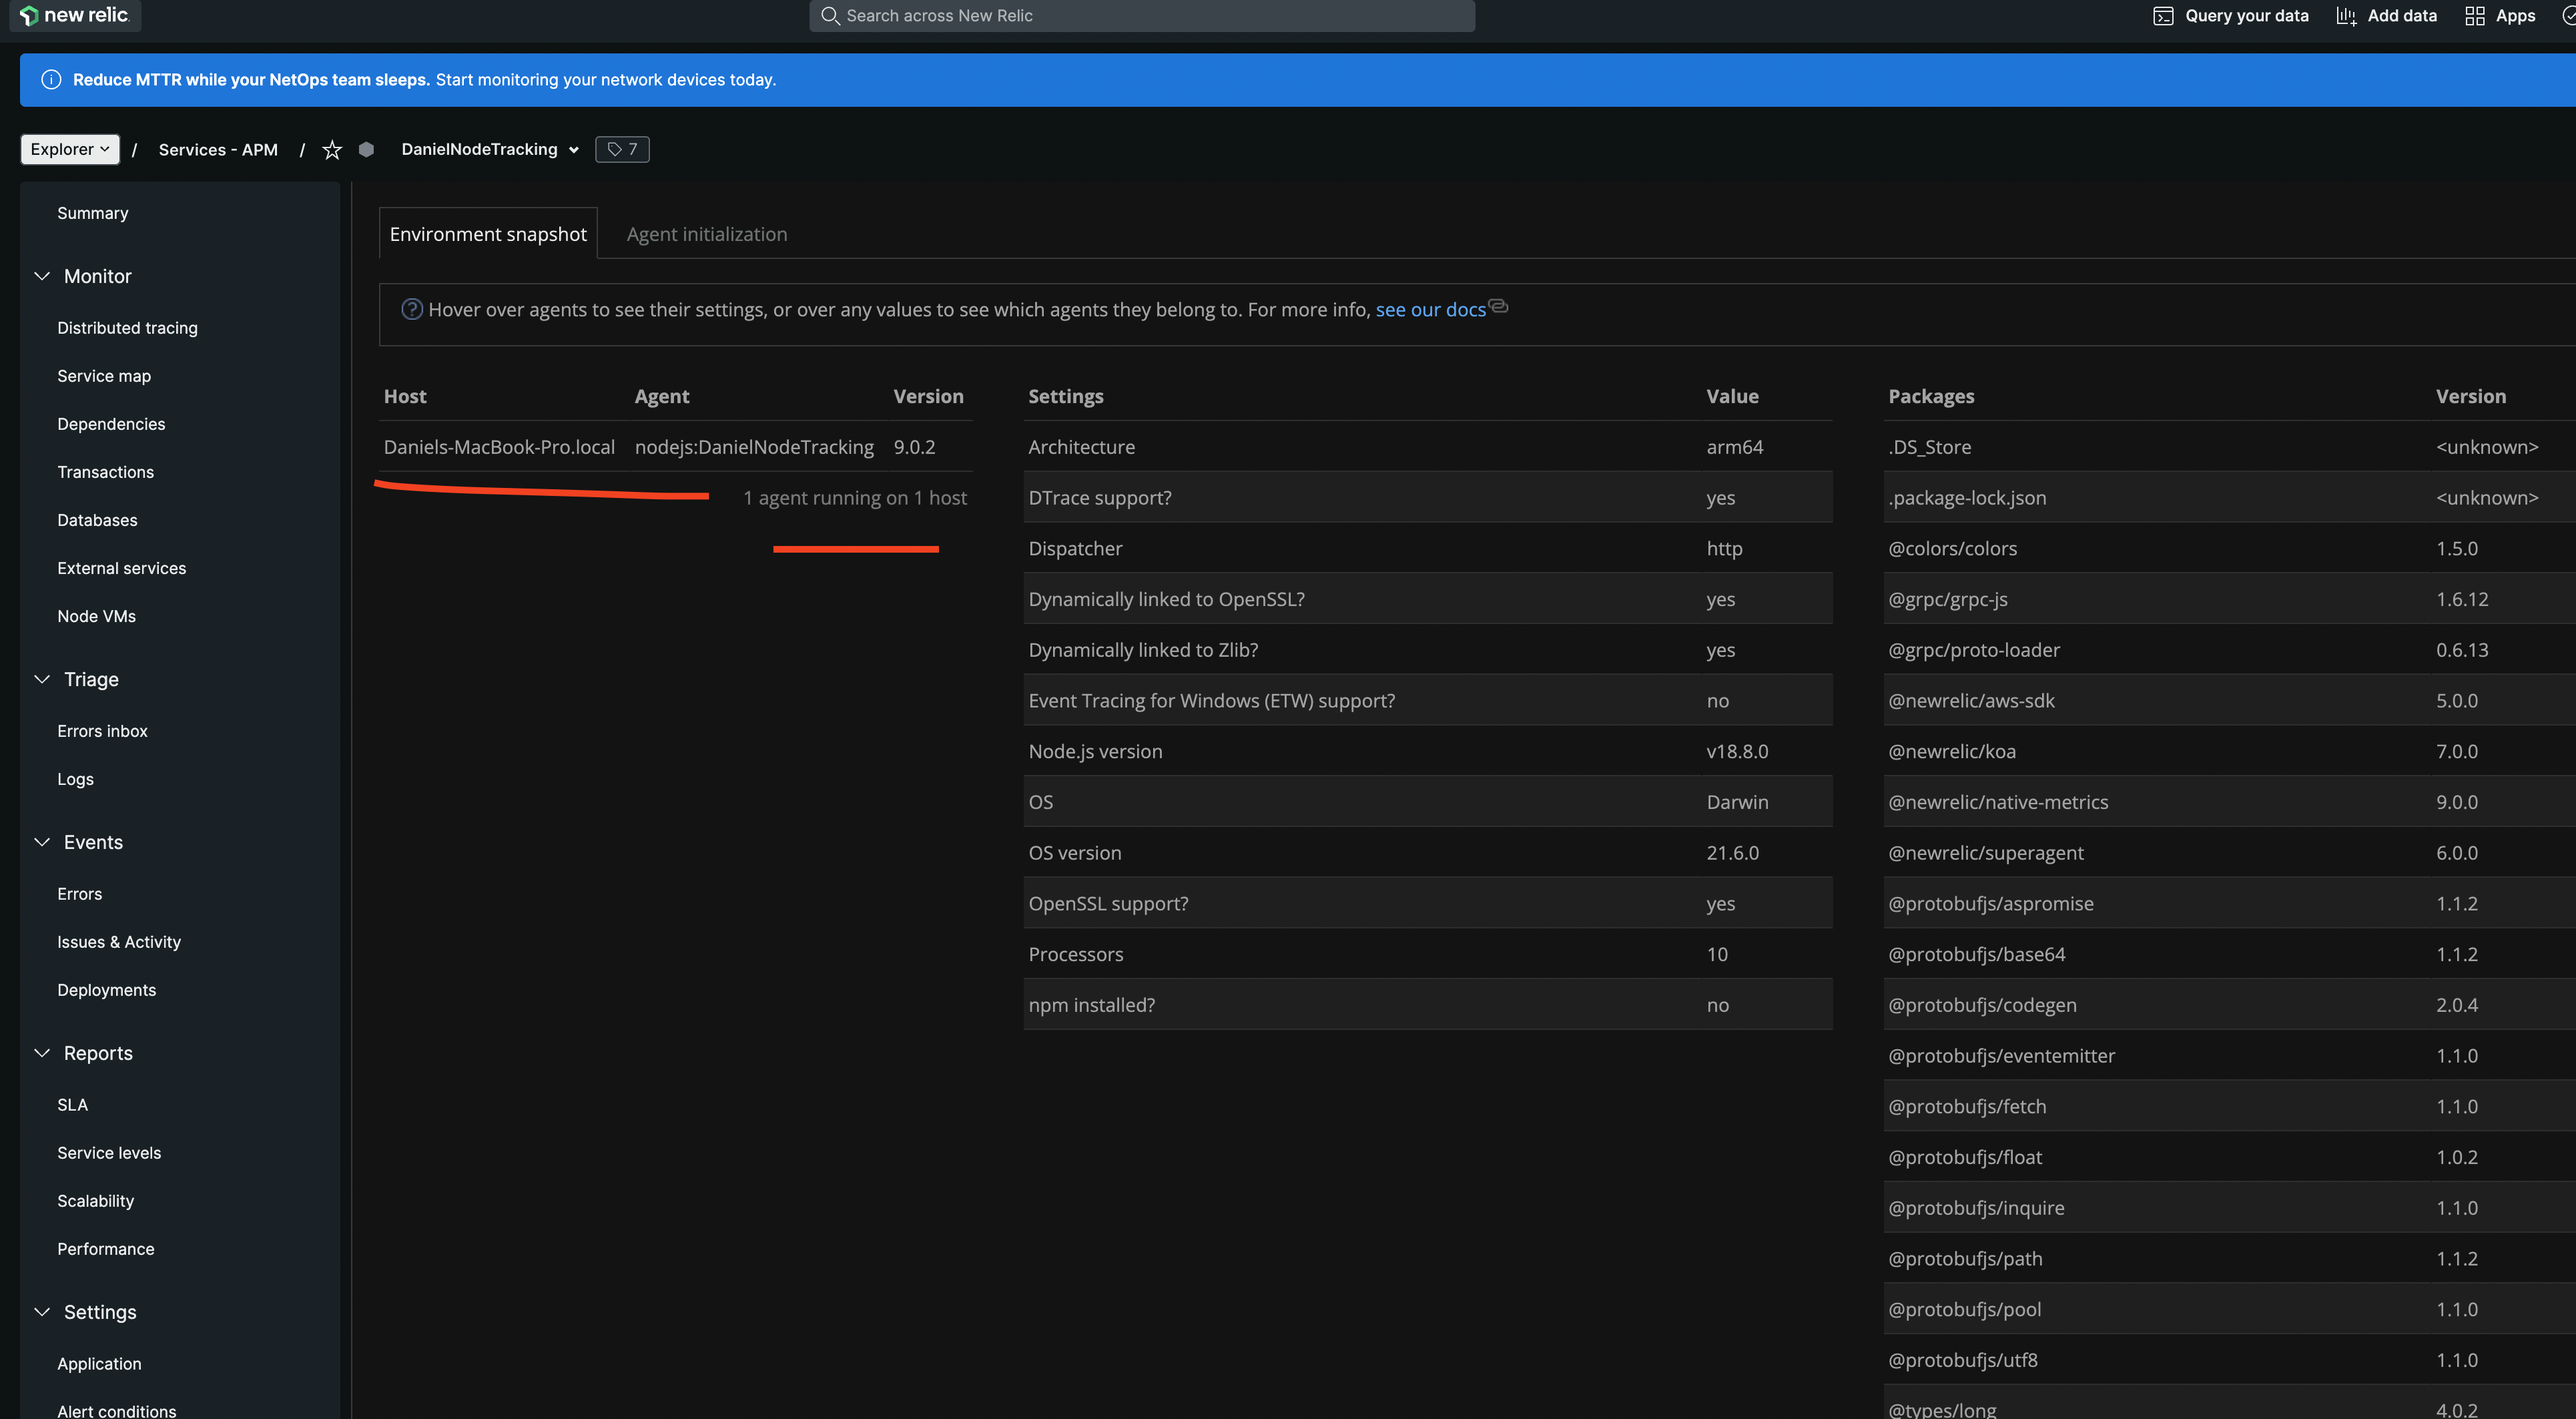 new relic.
Search across New Relic
Query your data
Add data
Apps
Reduce MTTR while your NetOps team sleeps. Start monitoring your network devices today.
Explorer / Services - APM / DanielNodeTracking 7
Summary
Monitor
Distributed tracing
Service map
Dependencies
Transactions
Databases
External services
Node VMs
Triage
Errors inbox
Logs
Events
Errors
Issues & Activity
Deployments
Reports
SLA
Service levels
Scalability
Performance
Settings
Application
Alert conditions
Environment snapshot
Agent initialization
Hover over agents to see their settings, or over any values to see which agents they belong to. For more info, see our docs
Host Agent Version
Daniels-MacBook-Pro.local nodejs:DanielNodeTracking 9.0.2
1 agent running on 1 host
Settings Value
Architecture arm64
DTrace support? yes
Dispatcher http
Dynamically linked to OpenSSL? yes
Dynamically linked to Zlib? yes
Event Tracing for Windows (ETW) support? no
Node.js version v18.8.0
OS Darwin
OS version 21.6.0
OpenSSL support? yes
Processors 10
npm installed? no
Packages Version
.DS_Store <unknown>
.package-lock.json <unknown>
@colors/colors 1.5.0
@grpc/grpc-js 1.6.12
@grpc/proto-loader 0.6.13
@newrelic/aws-sdk 5.0.0
@newrelic/koa 7.0.0
@newrelic/native-metrics 9.0.0
@newrelic/superagent 6.0.0
@protobufjs/aspromise 1.1.2
@protobufjs/base64 1.1.2
@protobufjs/codegen 2.0.4
@protobufjs/eventemitter 1.1.0
@protobufjs/fetch 1.1.0
@protobufjs/float 1.0.2
@protobufjs/inquire 1.1.0
@protobufjs/path 1.1.2
@protobufjs/pool 1.1.0
@protobufjs/utf8 1.1.0
@types/long 4.0.2